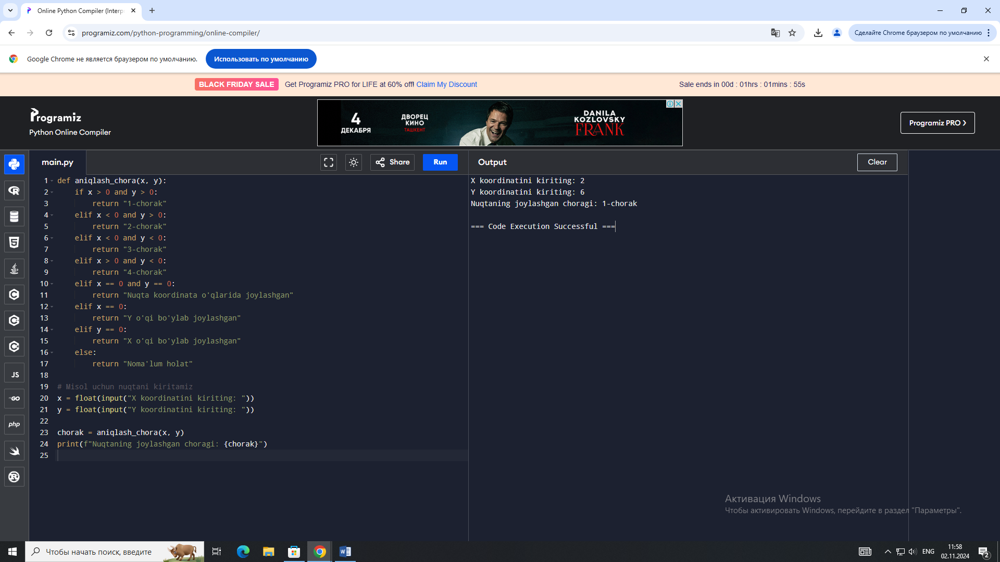 Online Python Compiler (Interp
programiz.com/python-programming/online-compiler/
Сделайте Chrome браузером по умолчанию
Google Chrome не является браузером по умолчанию.
Использовать по умолчанию
BLACK FRIDAY SALE
Get Programiz PRO for LIFE at 60% off! Claim My Discount
Sale ends in 00d : 01hrs : 01mins : 55s
Programiz
Python Online Compiler
4
ДЕКАБРЯ
ДВОРЕЦ
КИНО
ТАШКЕНТ
DANILA
KOZLOVSKY
FRANK
Programiz PRO ›
main.py
Share
Run
Output
Clear
1 def aniqlash_chora(x, y):
2 if x > 0 and y > 0:
3 return "1-chorak"
4 elif x < 0 and y > 0:
5 return "2-chorak"
6 elif x < 0 and y < 0:
7 return "3-chorak"
8 elif x > 0 and y < 0:
9 return "4-chorak"
10 elif x == 0 and y == 0:
11 return "Nuqta koordinata o'qlarida joylashgan"
12 elif x == 0:
13 return "Y o'qi bo'ylab joylashgan"
14 elif y == 0:
15 return "X o'qi bo'ylab joylashgan"
16 else:
17 return "Noma'lum holat"
18
19 # Misol uchun nuqtani kiritamiz
20 x = float(input("X koordinatini kiriting: "))
21 y = float(input("Y koordinatini kiriting: "))
22
23 chorak = aniqlash_chora(x, y)
24 print(f"Nuqtaning joylashgan choragi: {chorak}")
25
X koordinatini kiriting: 2
Y koordinatini kiriting: 6
Nuqtaning joylashgan choragi: 1-chorak
=== Code Execution Successful ===
R
5
C
C
C
JS
GO
php
R
Активация Windows
Чтобы активировать Windows, перейдите в раздел "Параметры".
Чтобы начать поиск, введите
W
ENG
11:58
02.11.2024
2